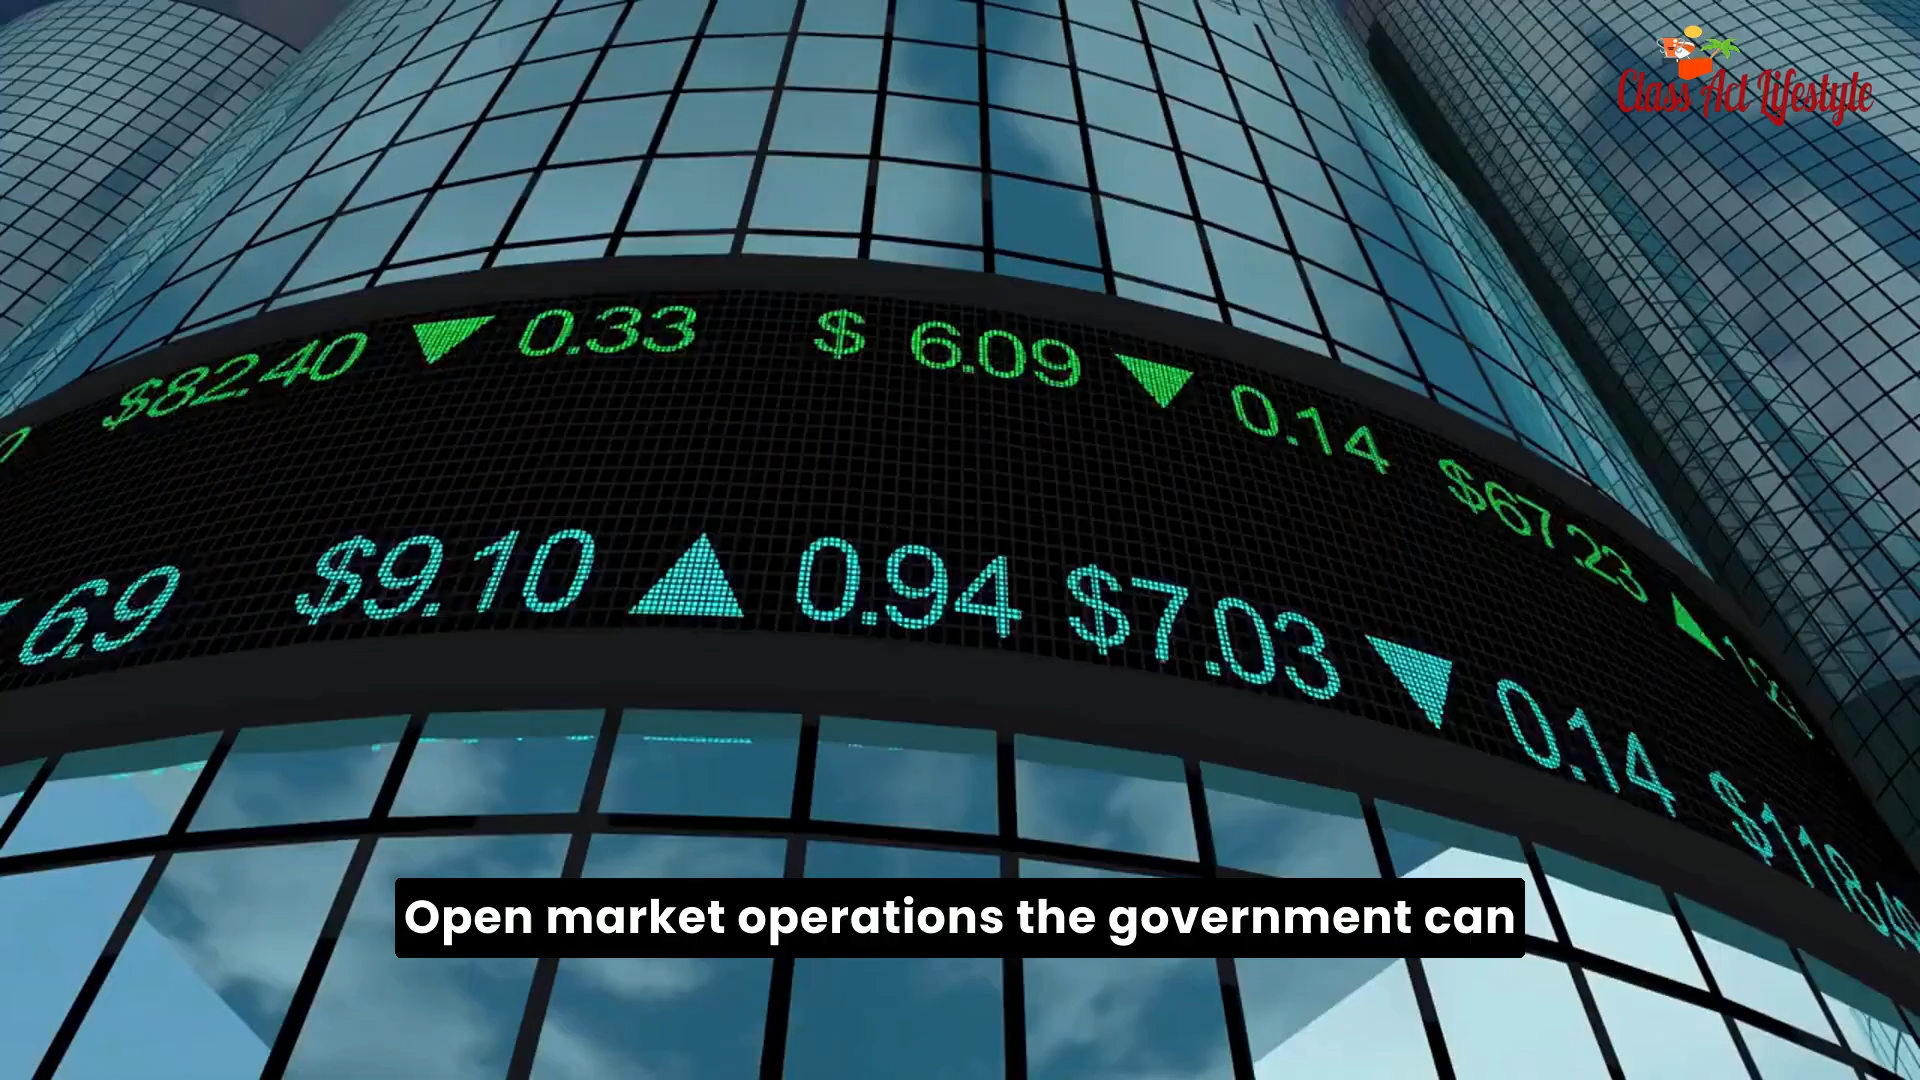 Class Act Lifestyle
$82.40 ▼ 0.33 $ 6.09 ▼ 0.14 $67.23 ▲
6.9 $9.10 ▲ 0.94 $7.03 ▼ 0.14
Open market operations the government can